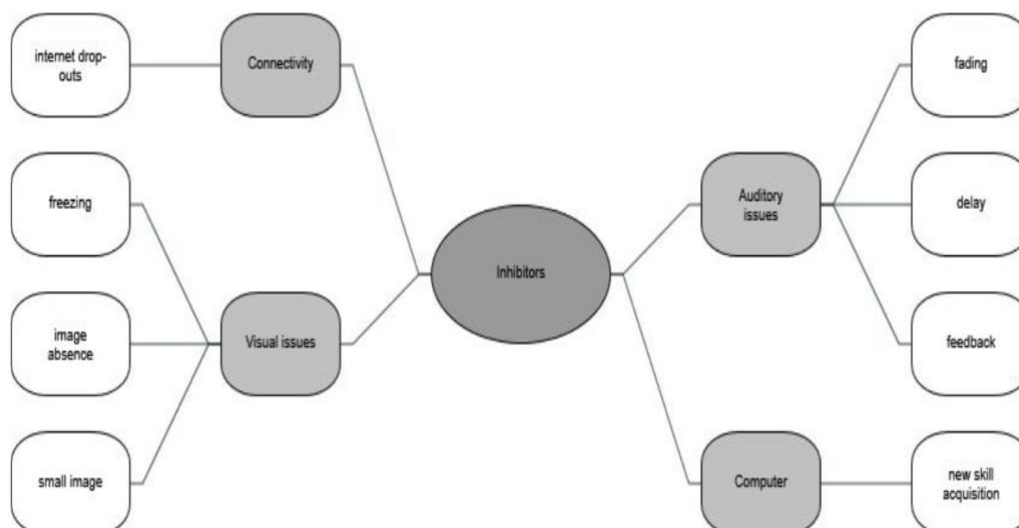 internet drop-
outs
Connectivity
freezing
image
absence
Visual issues
small image
Inhibitors
Auditory
issues
fading
delay
feedback
Computer
new skill
acquisition